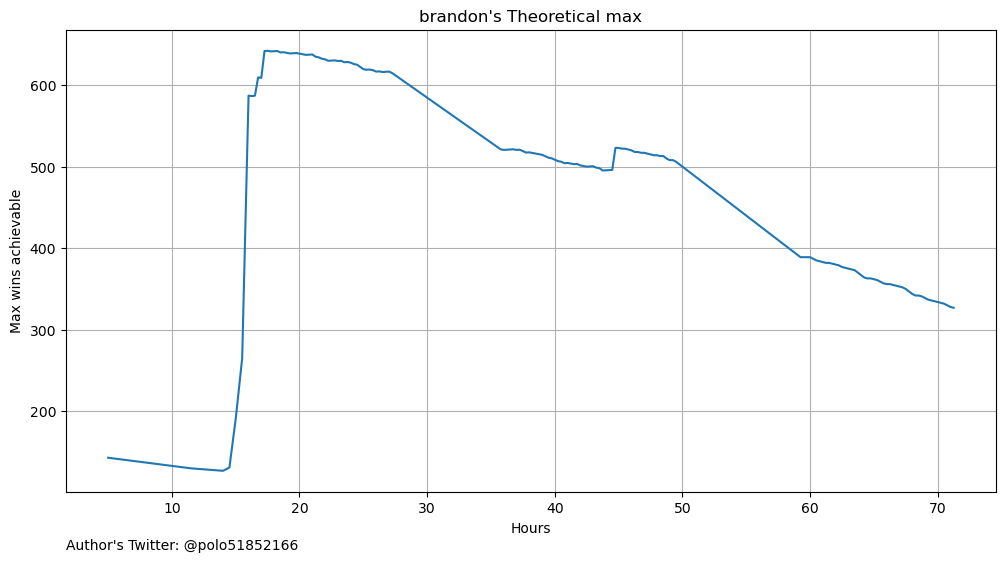 brandon's Theoretical max
Max wins achievable
600
500
400
300
200
10 20 30 40 50 60 70
Hours
Author's Twitter: @polo51852166